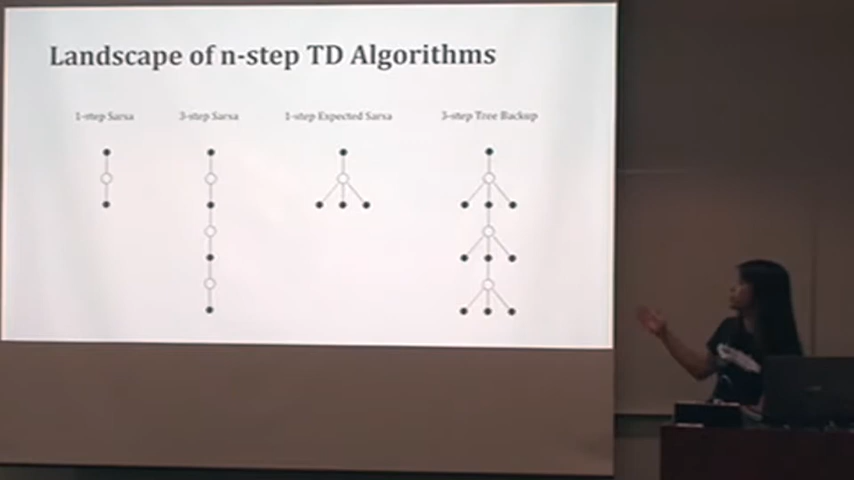 Landscape of n-step TD Algorithms
1-step Sarsa 3-step Sarsa 1-step Expected Sarsa 3-step Tree Backup